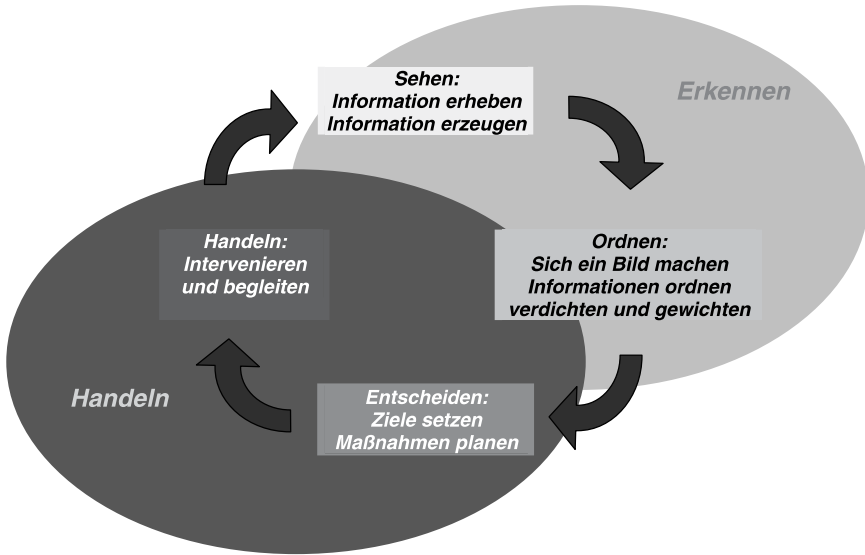 Sehen:
Information erheben
Information erzeugen
Erkennen
Ordnen:
Sich ein Bild machen
Informationen ordnen
verdichten und gewichten
Entscheiden:
Ziele setzen
Maßnahmen planen
Handeln:
Intervenieren
und begleiten
Handeln